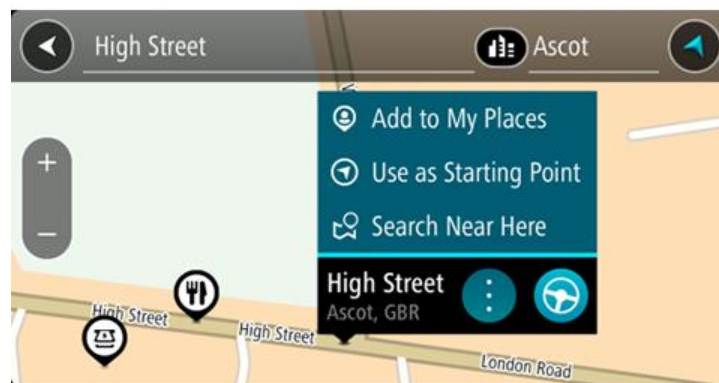 High Street
Ascot
Add to My Places
Use as Starting Point
Search Near Here
High Street
Ascot, GBR
High Street
High Street
London Road